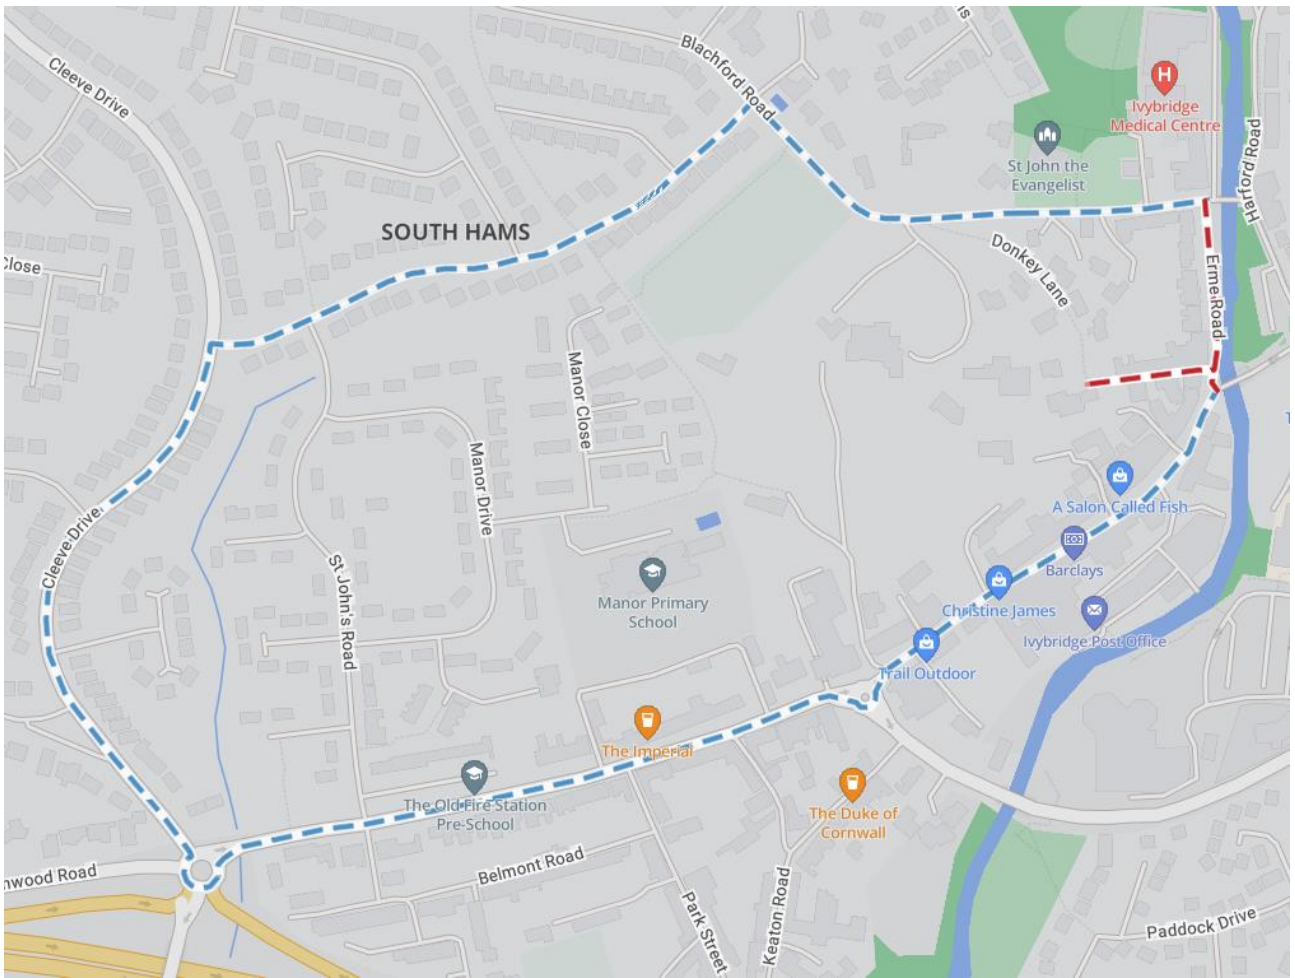 Cleeve Drive
Blachford Road
is
H
Ivybridge
Medical Centre
Harford Road
St John the
Evangelist
SOUTH HAMS
Donkey Lane
Close
Erme Road
Manor Close
Manor Drive
A Salon Called Fish
Cleeve Drive
Barclays
St John's Road
Manor Primary
School
Christine James
Ivybridge Post Office
Trail Outdoor
The Imperial
The Old Fire Station
Pre-School
The Duke of
Cornwall
Belmont Road
nwood Road
Park Street
Keaton Road
Paddock Drive